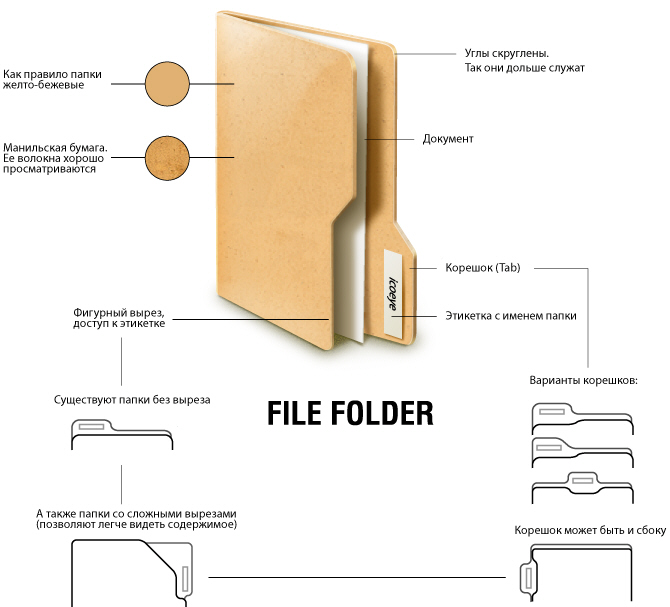 Углы скруглены.
Так они дольше служат
Как правило папки
желто-бежевые
Документ
Манильская бумага.
Ее волокна хорошо
просматриваются
Корешок (Tab)
icoeye
Этикетка с именем папки
Фигурный вырез,
доступ к этикетке
Варианты корешков:
Существуют папки без выреза
FILE FOLDER
А также папки со сложными вырезами
(позволяют легче видеть содержимое)
Корешок может быть и сбоку